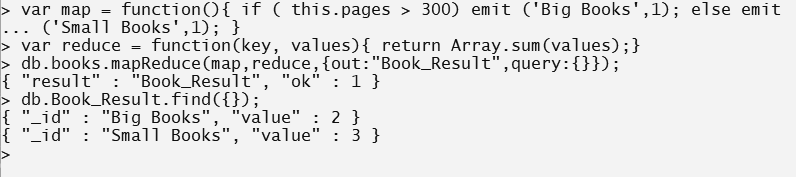 > var map = function(){ if ( this.pages > 300) emit ('Big Books',1); else emit
... ('Small Books',1); }
> var reduce = function(key, values){ return Array.sum(values);}
> db.books.mapReduce(map,reduce,{out:"Book_Result",query:{}});
{ "result" : "Book_Result", "ok" : 1 }
> db.Book_Result.find({});
{ "_id" : "Big Books", "value" : 2 }
{ "_id" : "Small Books", "value" : 3 }
>